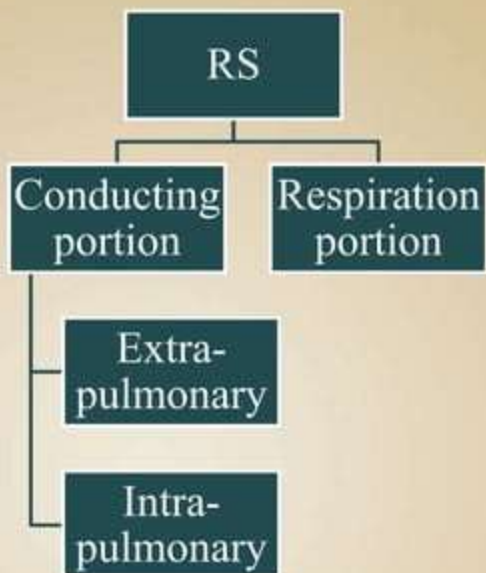 RS
Conducting
portion
Respiration
portion
Extra-
pulmonary
Intra-
pulmonary